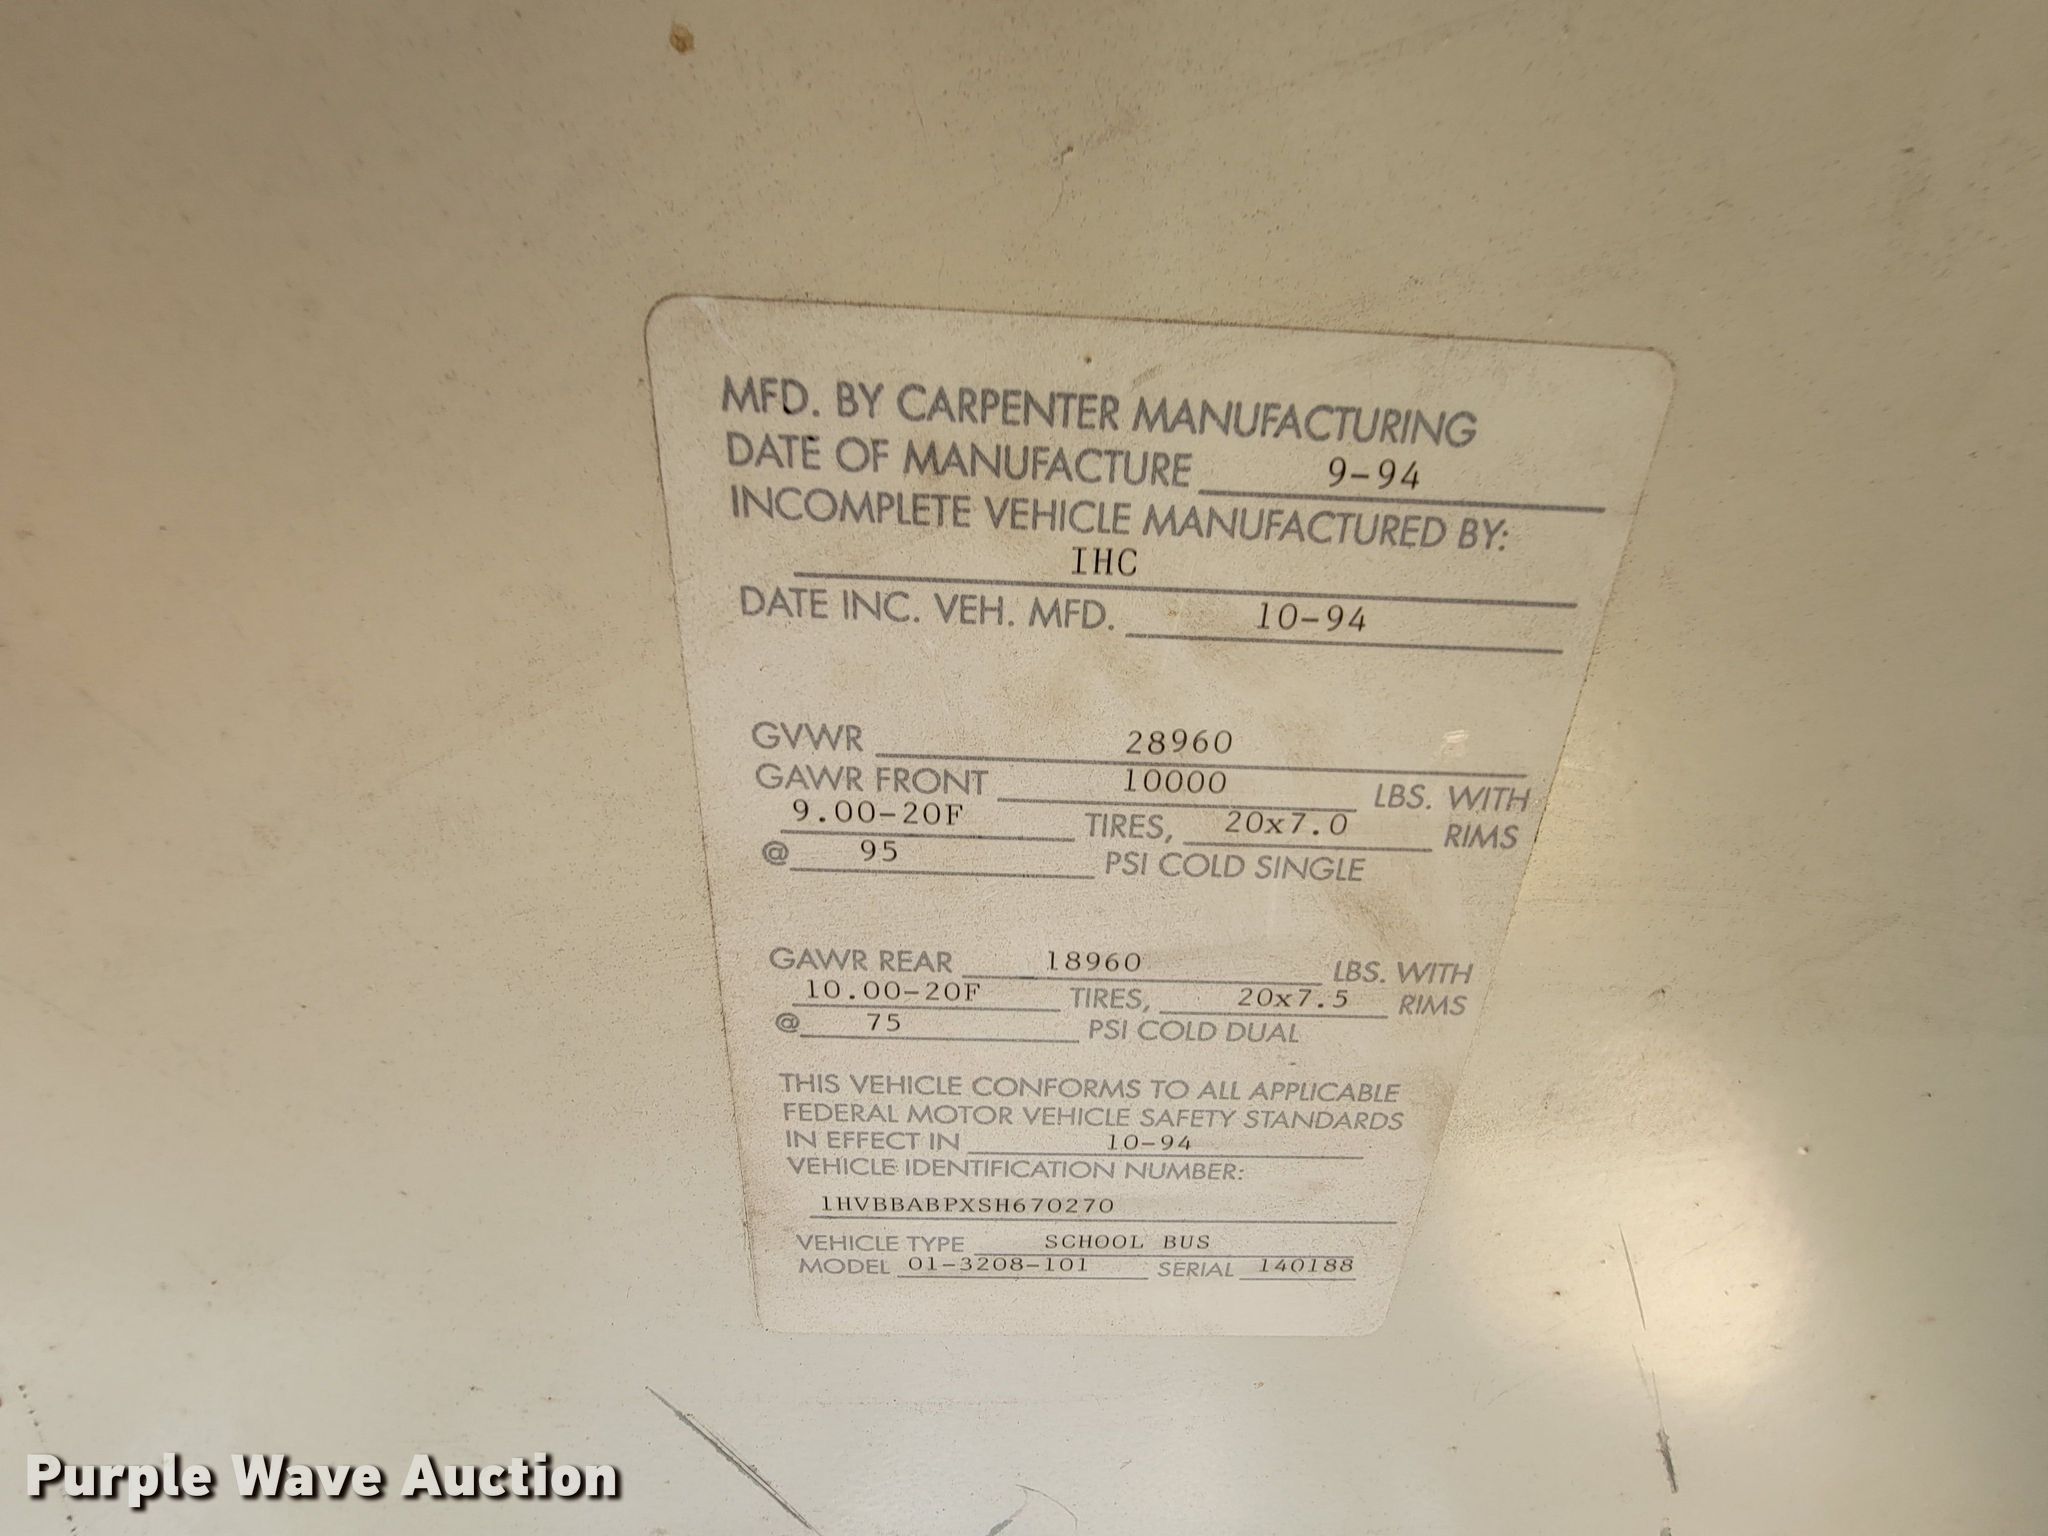 MFD. BY CARPENTER MANUFACTURING
DATE OF MANUFACTURE 9-94
INCOMPLETE VEHICLE MANUFACTURED BY:
IHC
DATE INC. VEH. MFD. 10-94
GVWR 28960
GAWR FRONT 10000 LBS. WITH
9.00-20F TIRES, 20x7.0 RIMS
@ 95 PSI COLD SINGLE
GAWR REAR 18960 LBS. WITH
10.00-20F TIRES, 20x7.5 RIMS
@ 75 PSI COLD DUAL
THIS VEHICLE CONFORMS TO ALL APPLICABLE
FEDERAL MOTOR VEHICLE SAFETY STANDARDS
IN EFFECT IN 10-94
VEHICLE IDENTIFICATION NUMBER:
1HVBBABPXSH670270
VEHICLE TYPE SCHOOL BUS
MODEL 01-3208-101 SERIAL 140188
Purple Wave Auction